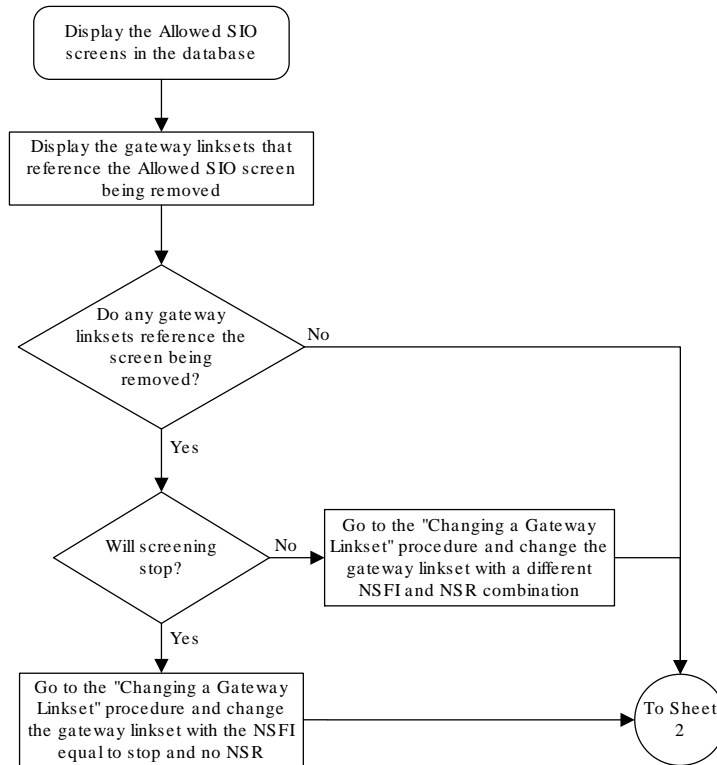 Display the Allowed SIO
screens in the database
Display the gateway linksets that
reference the Allowed SIO screen
being removed
Do any gateway
linksets reference the
screen being
removed?
No
Yes
Will screening
stop?
No
Go to the "Changing a Gateway
Linkset" procedure and change the
gateway linkset with a different
NSFI and NSR combination
Yes
Go to the "Changing a Gateway
Linkset" procedure and change
the gateway linkset with the NSFI
equal to stop and no NSR
To Sheet
2